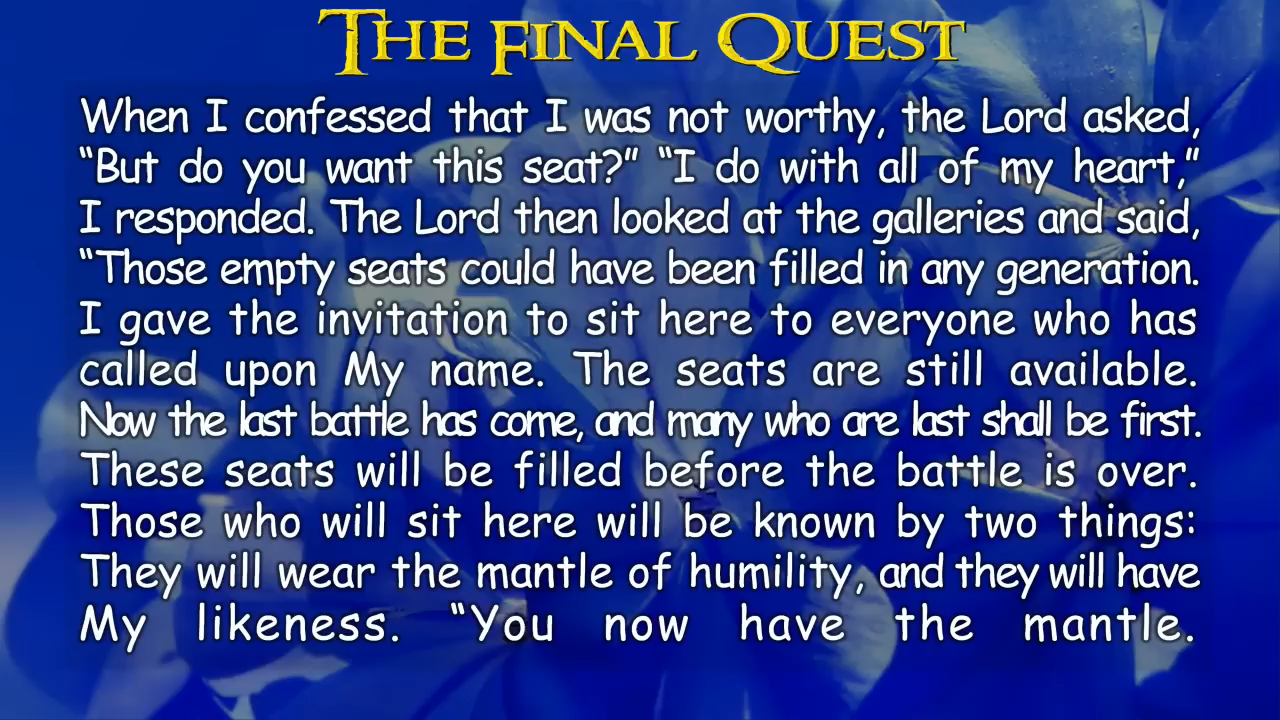 THE FINAL QUEST
When I confessed that I was not worthy, the Lord asked,
“But do you want this seat?” “I do with all of my heart,”
I responded. The Lord then looked at the galleries and said,
“Those empty seats could have been filled in any generation.
I gave the invitation to sit here to everyone who has
called upon My name. The seats are still available.
Now the last battle has come, and many who are last shall be first.
These seats will be filled before the battle is over.
Those who will sit here will be known by two things:
They will wear the mantle of humility, and they will have
My likeness. “You now have the mantle.